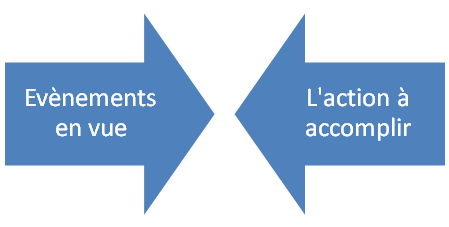 Evènements
en vue
L'action à
accomplir